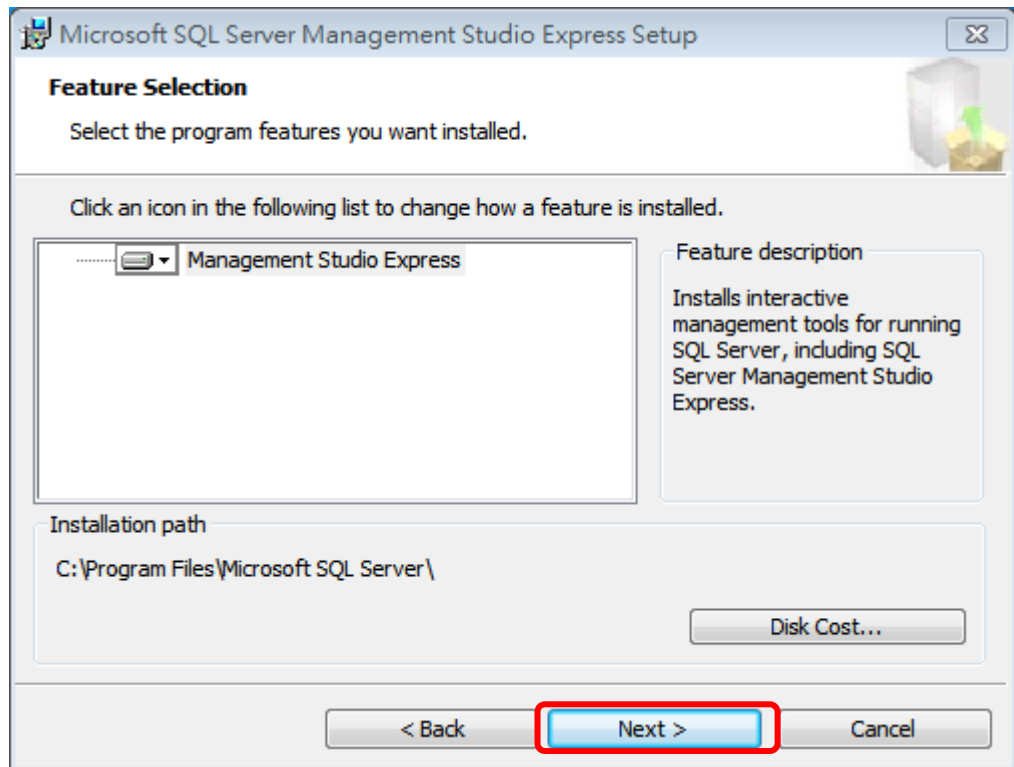 Microsoft SQL Server Management Studio Express Setup
Feature Selection
Select the program features you want installed.
Click an icon in the following list to change how a feature is installed.
Management Studio Express
Feature description
Installs interactive
management tools for running
SQL Server, including SQL
Server Management Studio
Express.
Installation path
C:\Program Files\Microsoft SQL Server\
Disk Cost...
< Back
Next >
Cancel